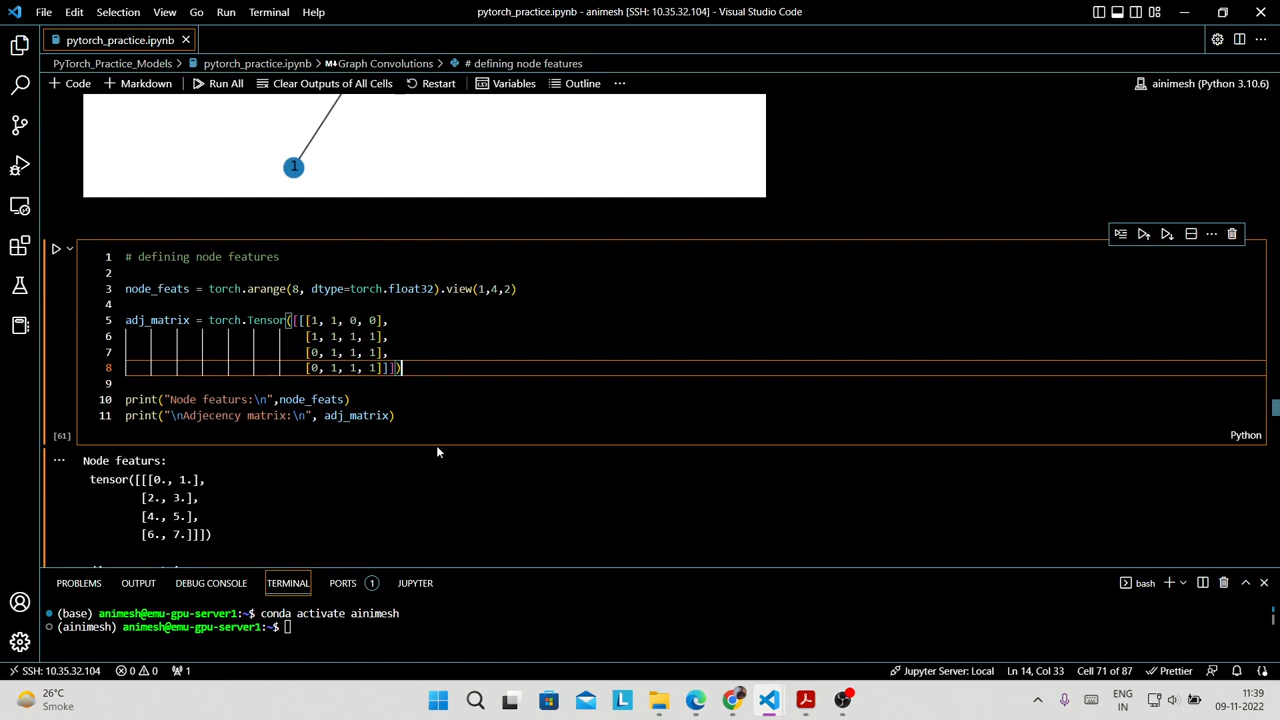 File Edit Selection View Go Run Terminal Help pytorch_practice.ipynb - animesh [SSH: 10.35.32.104] - Visual Studio Code
pytorch_practice.ipynb
PyTorch_Practice_Models > pytorch_practice.ipynb > Graph Convolutions > # defining node features
+ Code + Markdown Run All Clear Outputs of All Cells Restart Variables Outline ... ainimesh (Python 3.10.6)
1
1 # defining node features
2
3 node_feats = torch.arange(8, dtype=torch.float32).view(1,4,2)
4
5 adj_matrix = torch.Tensor([[[1, 1, 0, 0],
6 [1, 1, 1, 1],
7 [0, 1, 1, 1],
8 [0, 1, 1, 1]]])
9
10 print("Node featurs:\n",node_feats)
11 print("\nAdjecency matrix:\n", adj_matrix)
[61] Python
... Node featurs:
tensor([[[0., 1.],
[2., 3.],
[4., 5.],
[6., 7.]]])
PROBLEMS OUTPUT DEBUG CONSOLE TERMINAL PORTS 1 JUPYTER bash
(base) animesh@emu-gpu-server1:~$ conda activate ainimesh
(ainimesh) animesh@emu-gpu-server1:~$
SSH: 10.35.32.104 0 0 1 Jupyter Server: Local Ln 14, Col 33 Cell 71 of 87 Prettier
26°C ENG 11:39
Smoke IN 09-11-2022